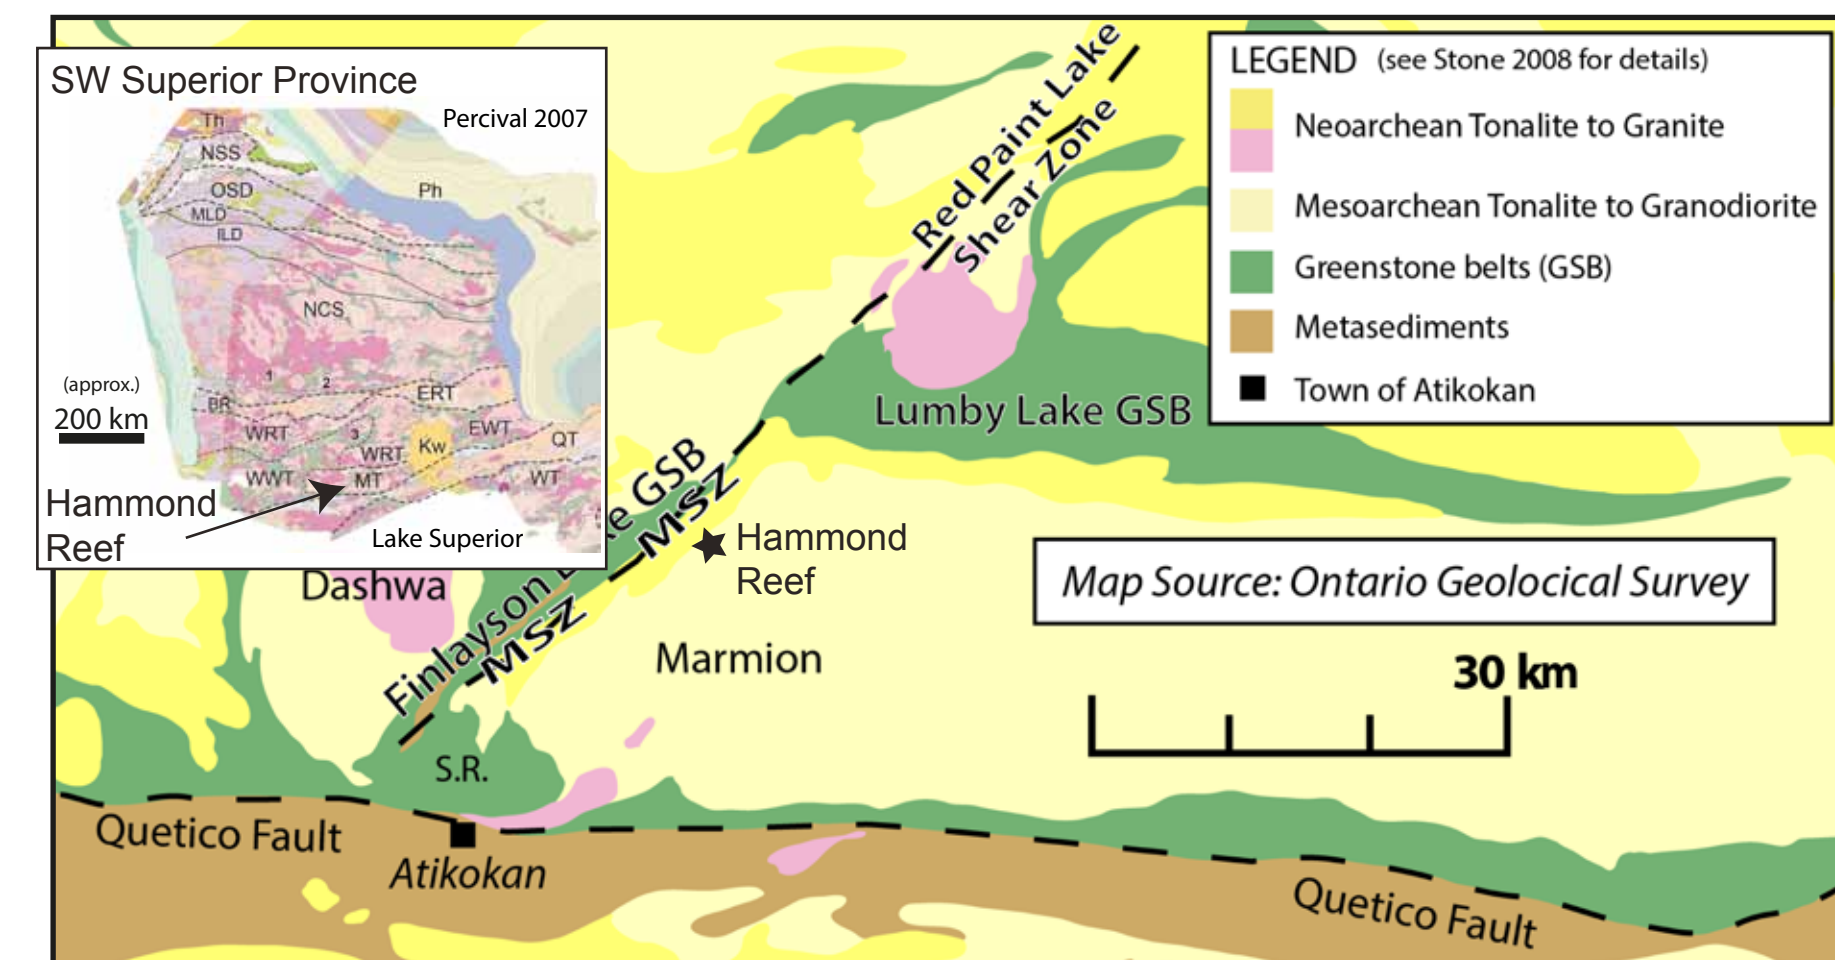 SW Superior Province
Percival 2007
Th
NSS
OSD
Ph
MLD
ILD
NCS
1
2
(approx.)
200 km
BR
ERT
WRT
3
EWT
QT
WRT
Kw
WWT
MT
WT
Hammond
Reef
Lake Superior
LEGEND (see Stone 2008 for details)
Neoarchean Tonalite to Granite
Mesoarchean Tonalite to Granodiorite
Greenstone belts (GSB)
Metasediments
Town of Atikokan
Red Paint Lake
Shear Zone
Lumby Lake GSB
Finlayson
GSB
MSZ
MSZ
Hammond
Reef
Dashwa
Marmion
Map Source: Ontario Geolocical Survey
30 km
S.R.
Quetico Fault
Atikokan
Quetico Fault